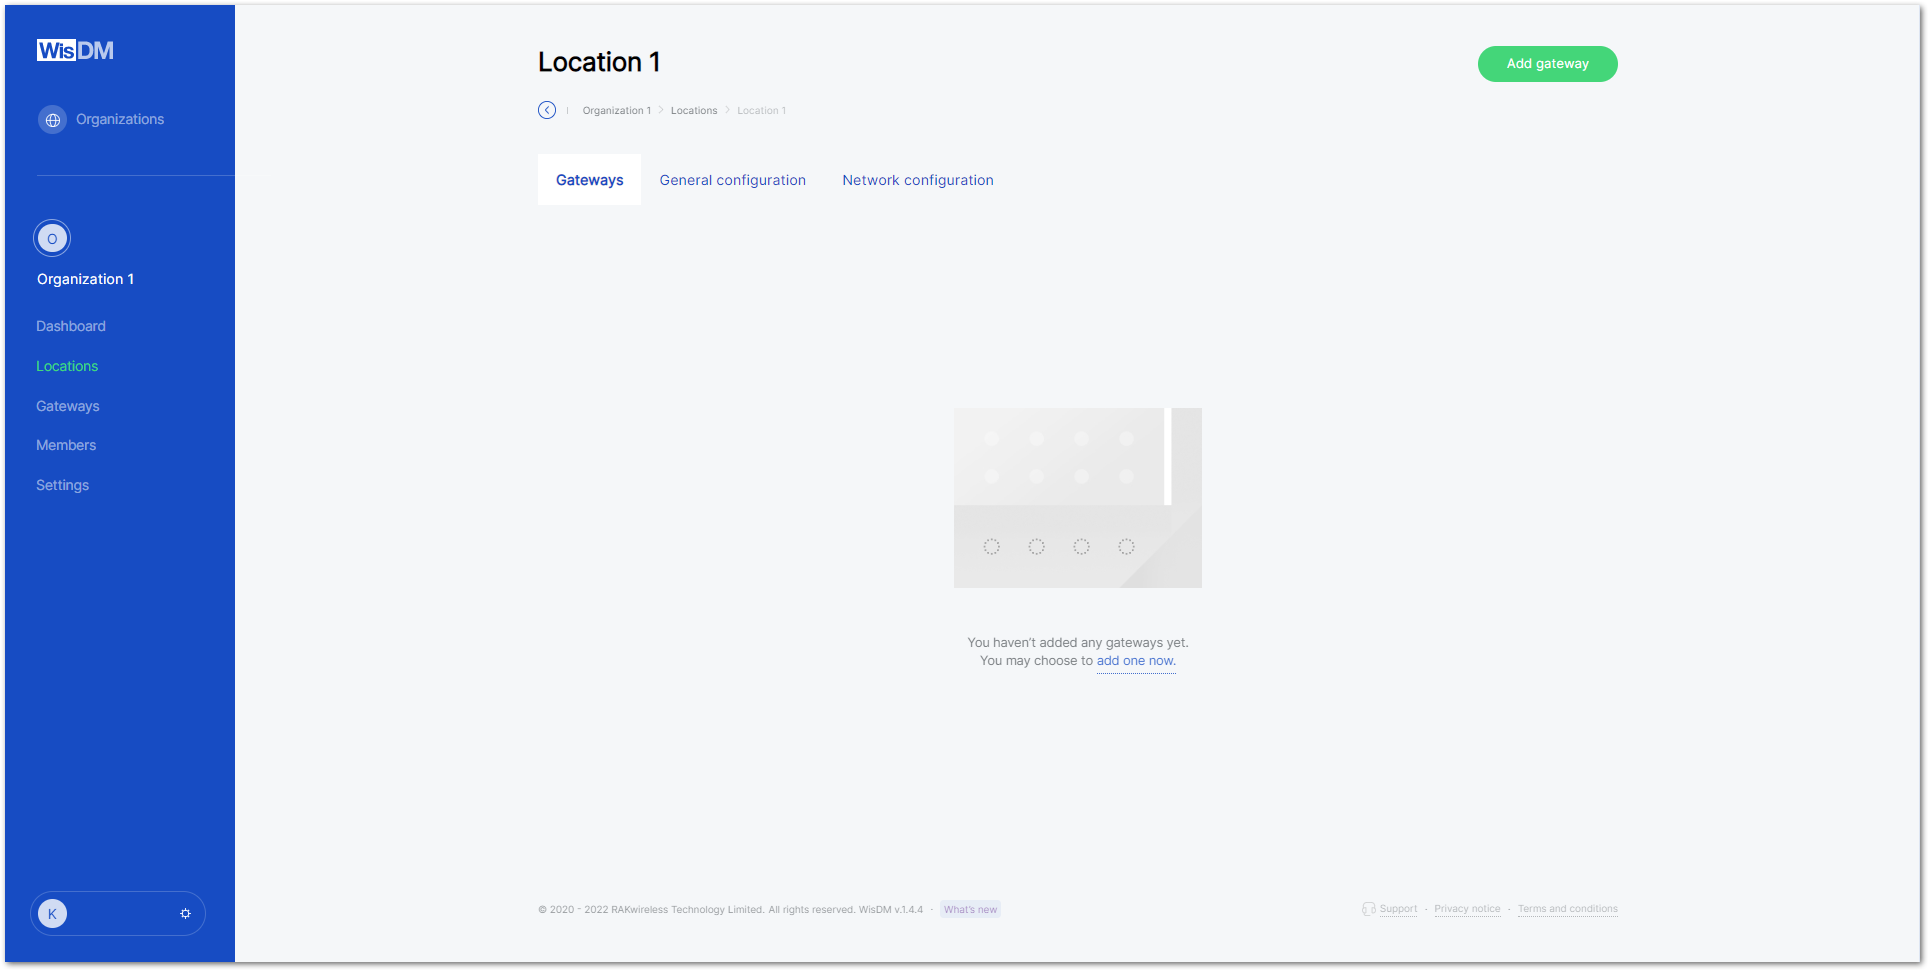 WisDM
Organizations
O
Organization 1
Dashboard
Locations
Gateways
Members
Settings
K
Location 1
Add gateway
Organization 1 > Locations > Location 1
Gateways General configuration Network configuration
You haven't added any gateways yet.
You may choose to add one now.
© 2020 - 2022 RAKwireless Technology Limited. All rights reserved. WisDM v.1.4.4 · What's new
Support · Privacy notice · Terms and conditions